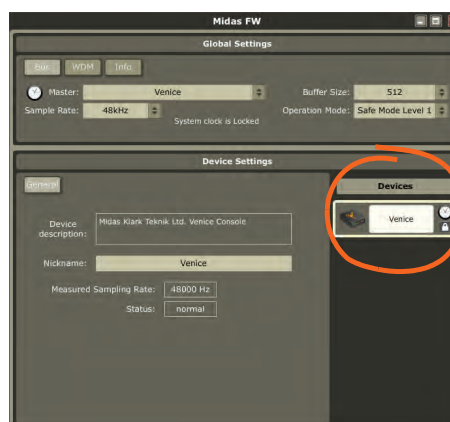 Midas FW
Global Settings
Bus WDM Info
Master: Venice Buffer Size: 512
Sample Rate: 48kHz Operation Mode: Safe Mode Level 1
System clock is Locked
Device Settings
General
Devices
Venice
Device description: Midas Klark Teknik Ltd. Venice Console
Nickname: Venice
Measured Sampling Rate: 48000 Hz
Status: normal